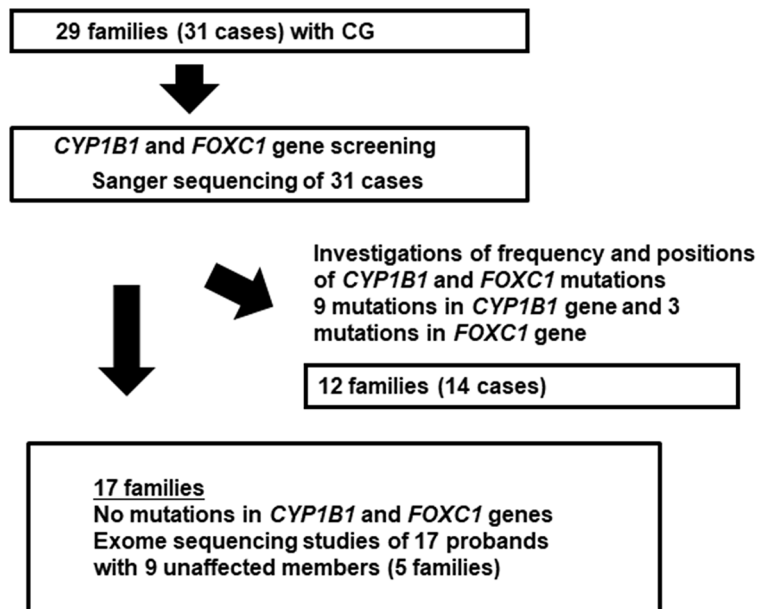 29 families (31 cases) with CG
CYP1B1 and FOXC1 gene screening
Sanger sequencing of 31 cases
Investigations of frequency and positions
of CYP1B1 and FOXC1 mutations
9 mutations in CYP1B1 gene and 3
mutations in FOXC1 gene
12 families (14 cases)
17 families
No mutations in CYP1B1 and FOXC1 genes
Exome sequencing studies of 17 probands
with 9 unaffected members (5 families)